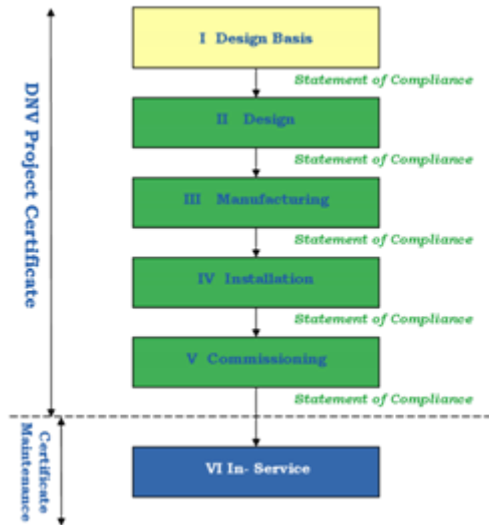 I Design Basis
Statement of Compliance
II Design
Statement of Compliance
III Manufacturing
Statement of Compliance
IV Installation
Statement of Compliance
V Commissioning
Statement of Compliance
VI In- Service
DNV Project Certificate
Certificate
Maintenance